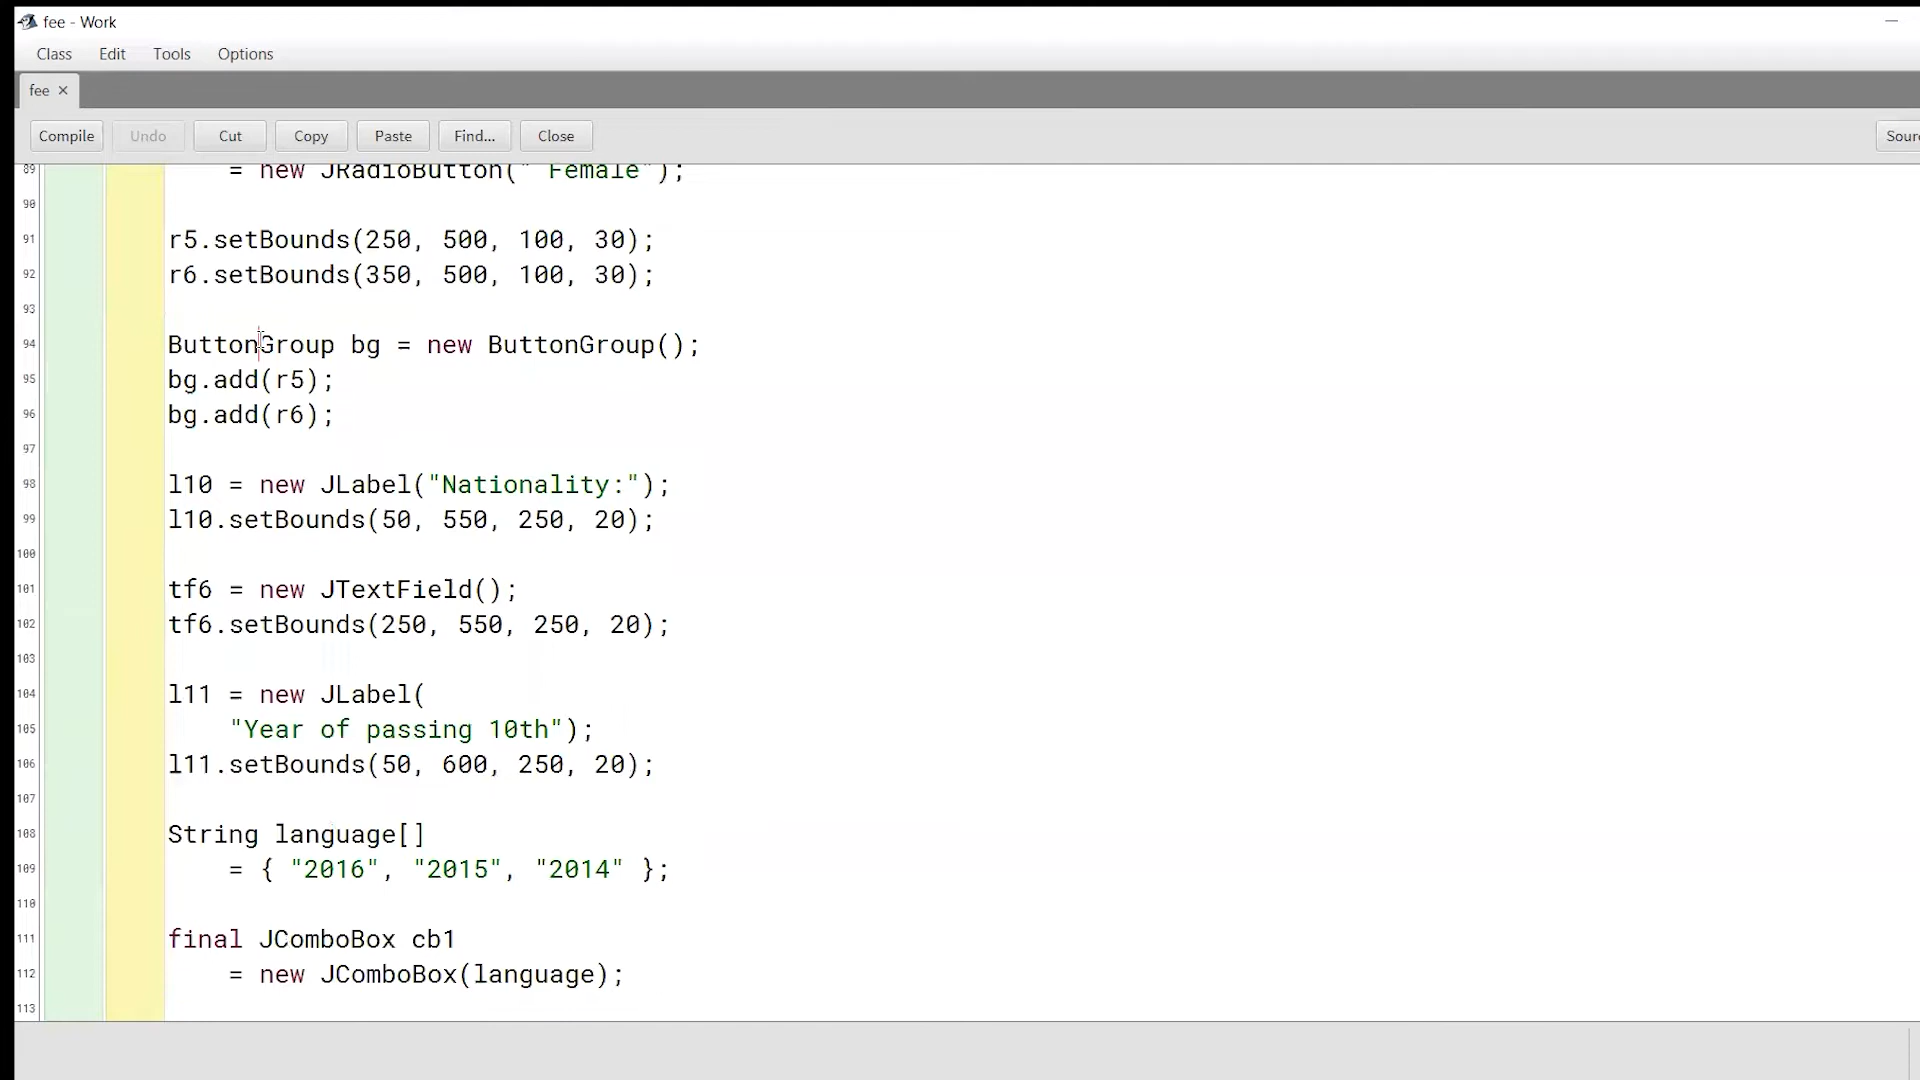 fee - Work
Class Edit Tools Options
fee ×
Compile Undo Cut Copy Paste Find... Close Sour
89 = new JRadioButton(" Female");
90
91 r5.setBounds(250, 500, 100, 30);
92 r6.setBounds(350, 500, 100, 30);
93
94 ButtonGroup bg = new ButtonGroup();
95 bg.add(r5);
96 bg.add(r6);
97
98 l10 = new JLabel("Nationality:");
99 l10.setBounds(50, 550, 250, 20);
100
101 tf6 = new JTextField();
102 tf6.setBounds(250, 550, 250, 20);
103
104 l11 = new JLabel(
105 "Year of passing 10th");
106 l11.setBounds(50, 600, 250, 20);
107
108 String language[]
109 = { "2016", "2015", "2014" };
110
111 final JComboBox cb1
112 = new JComboBox(language);
113